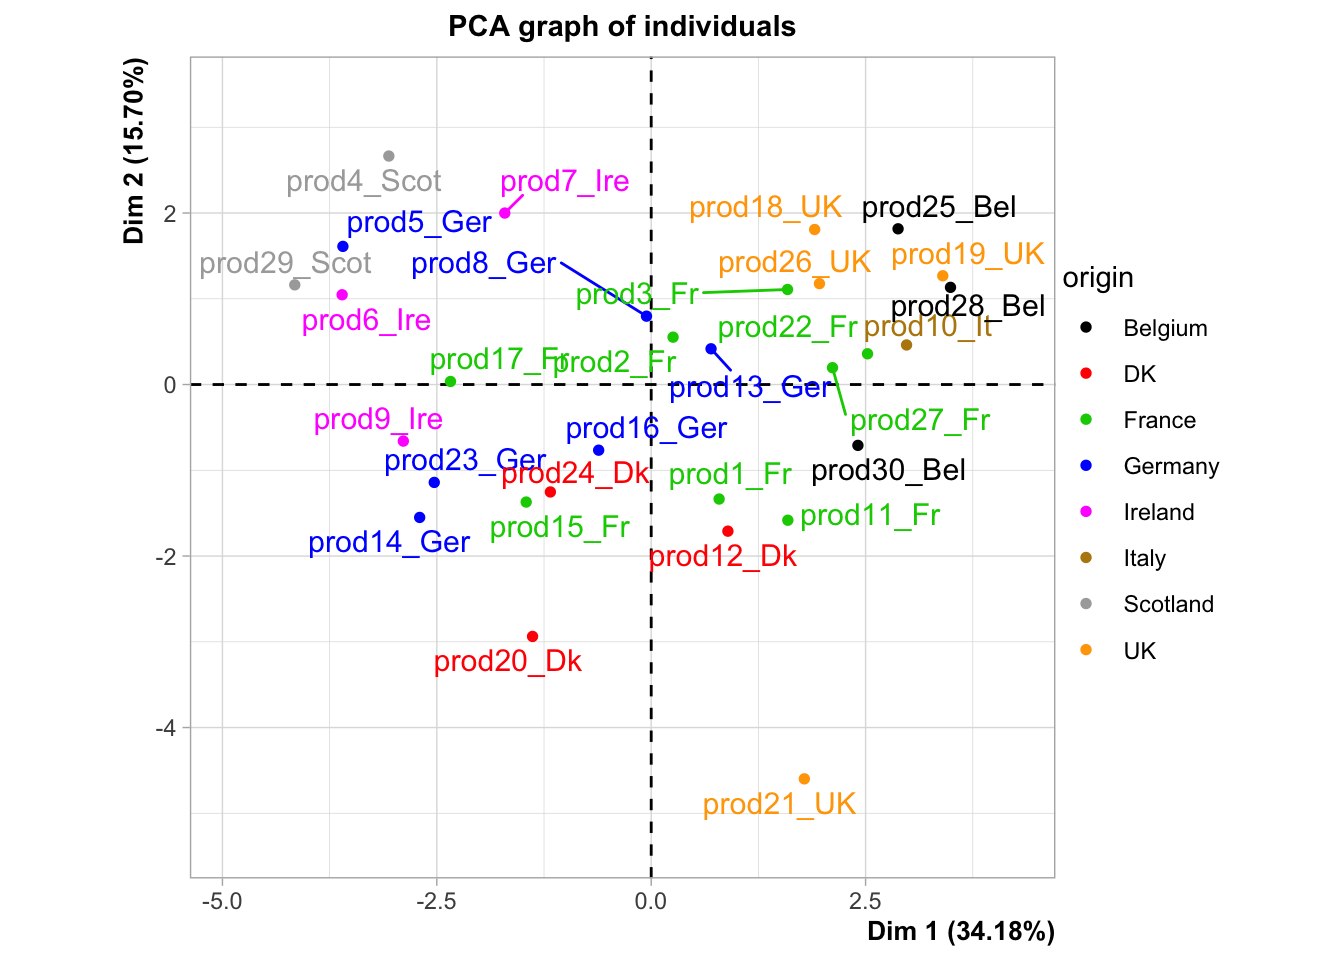 PCA graph of individuals
Dim 2 (15.70%)
prod4_Scot
prod7_Ire
prod18_UK
prod25_Bel
prod5_Ger
prod19_UK
prod29_Scot
prod8_Ger
prod26_UK
prod3_Fr
prod28_Bel
prod6_Ire
prod22_Fr
prod10_It
prod17_Fr
prod2_Fr
prod13_Ger
prod9_Ire
prod16_Ger
prod27_Fr
prod23_Ger
prod24_Dk
prod1_Fr
prod30_Bel
prod15_Fr
prod11_Fr
prod14_Ger
prod12_Dk
prod20_Dk
prod21_UK
2
0
-2
-4
-5.0
-2.5
0.0
2.5
Dim 1 (34.18%)
origin
Belgium
DK
France
Germany
Ireland
Italy
Scotland
UK